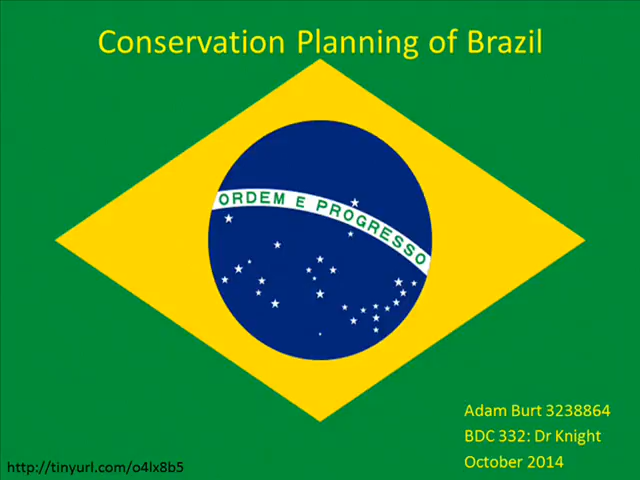 Conservation Planning of Brazil
ORDEM E PROGRESSO
Adam Burt 3238864
BDC 332: Dr Knight
October 2014
http://tinyurl.com/o4lx8b5